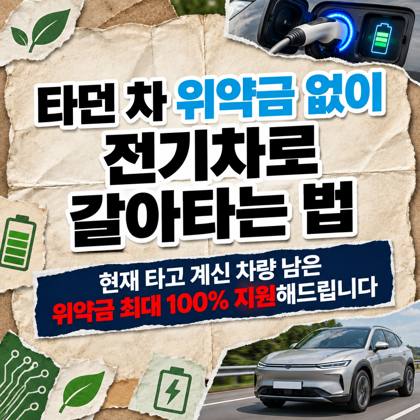 타던 차 위약금 없이
전기차로
갈아타는 법
현재 타고 계신 차량 남은
위약금 최대 100% 지원해드립니다